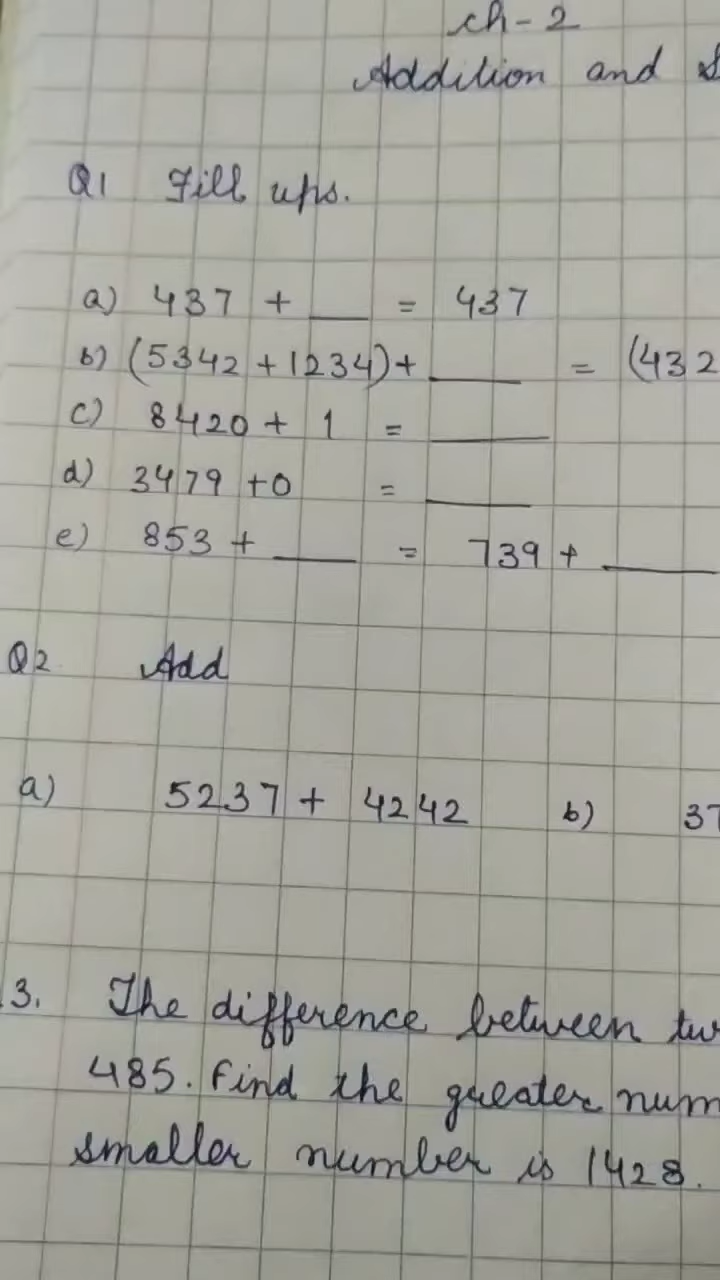 ch-2
Addition and
Q1 Fill ups.
a) 437 + ___ = 437
b) (5342 + 1234) + ___ = (432
c) 8420 + 1 = ___
d) 3479 + 0 = ___
e) 853 + ___ = 739 + ___
Q2 Add
a) 5237 + 4242 b) 37
3. The difference between
485. Find the greater
smaller number is 1428.